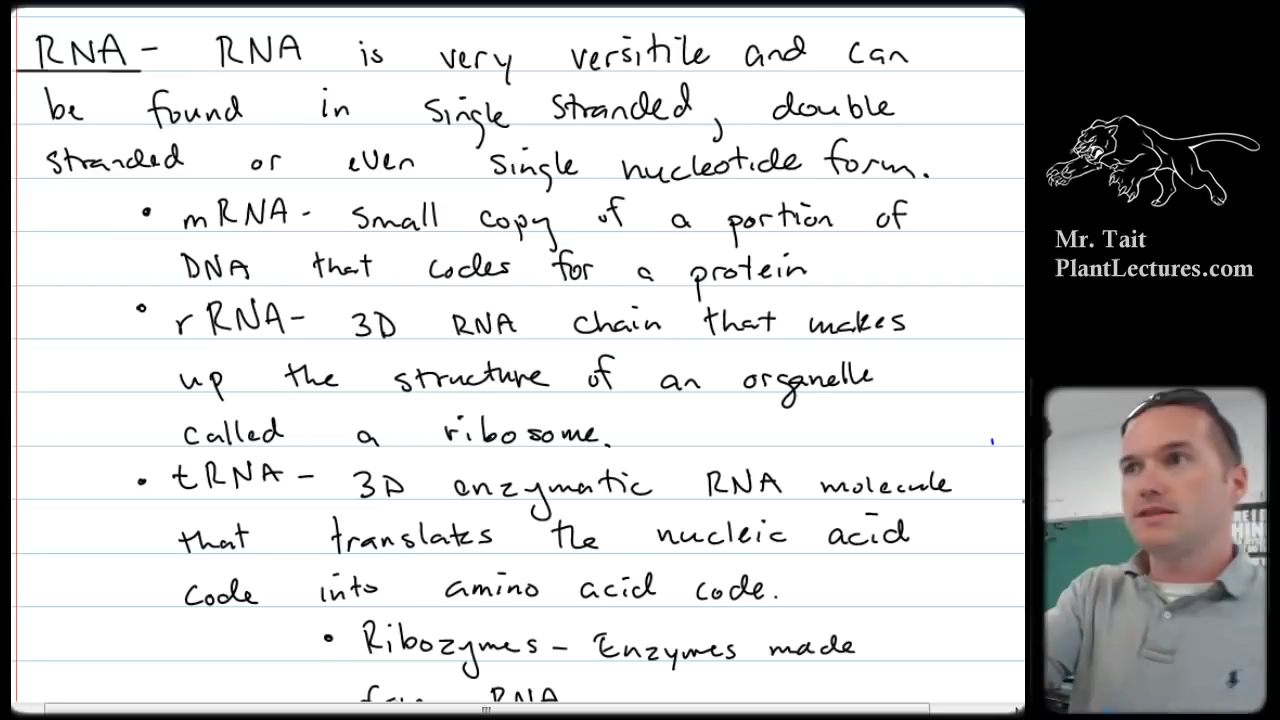 RNA - RNA is very versitile and can
be found in single stranded, double
stranded or even single nucleotide form.
• mRNA - small copy of a portion of
DNA that codes for a protein
• rRNA - 3D RNA chain that makes
up the structure of an organelle
called a ribosome.
• tRNA - 3D enzymatic RNA molecule
that translates the nucleic acid
code into amino acid code.
• Ribozymes - Enzymes made
RNA
Mr. Tait
PlantLectures.com